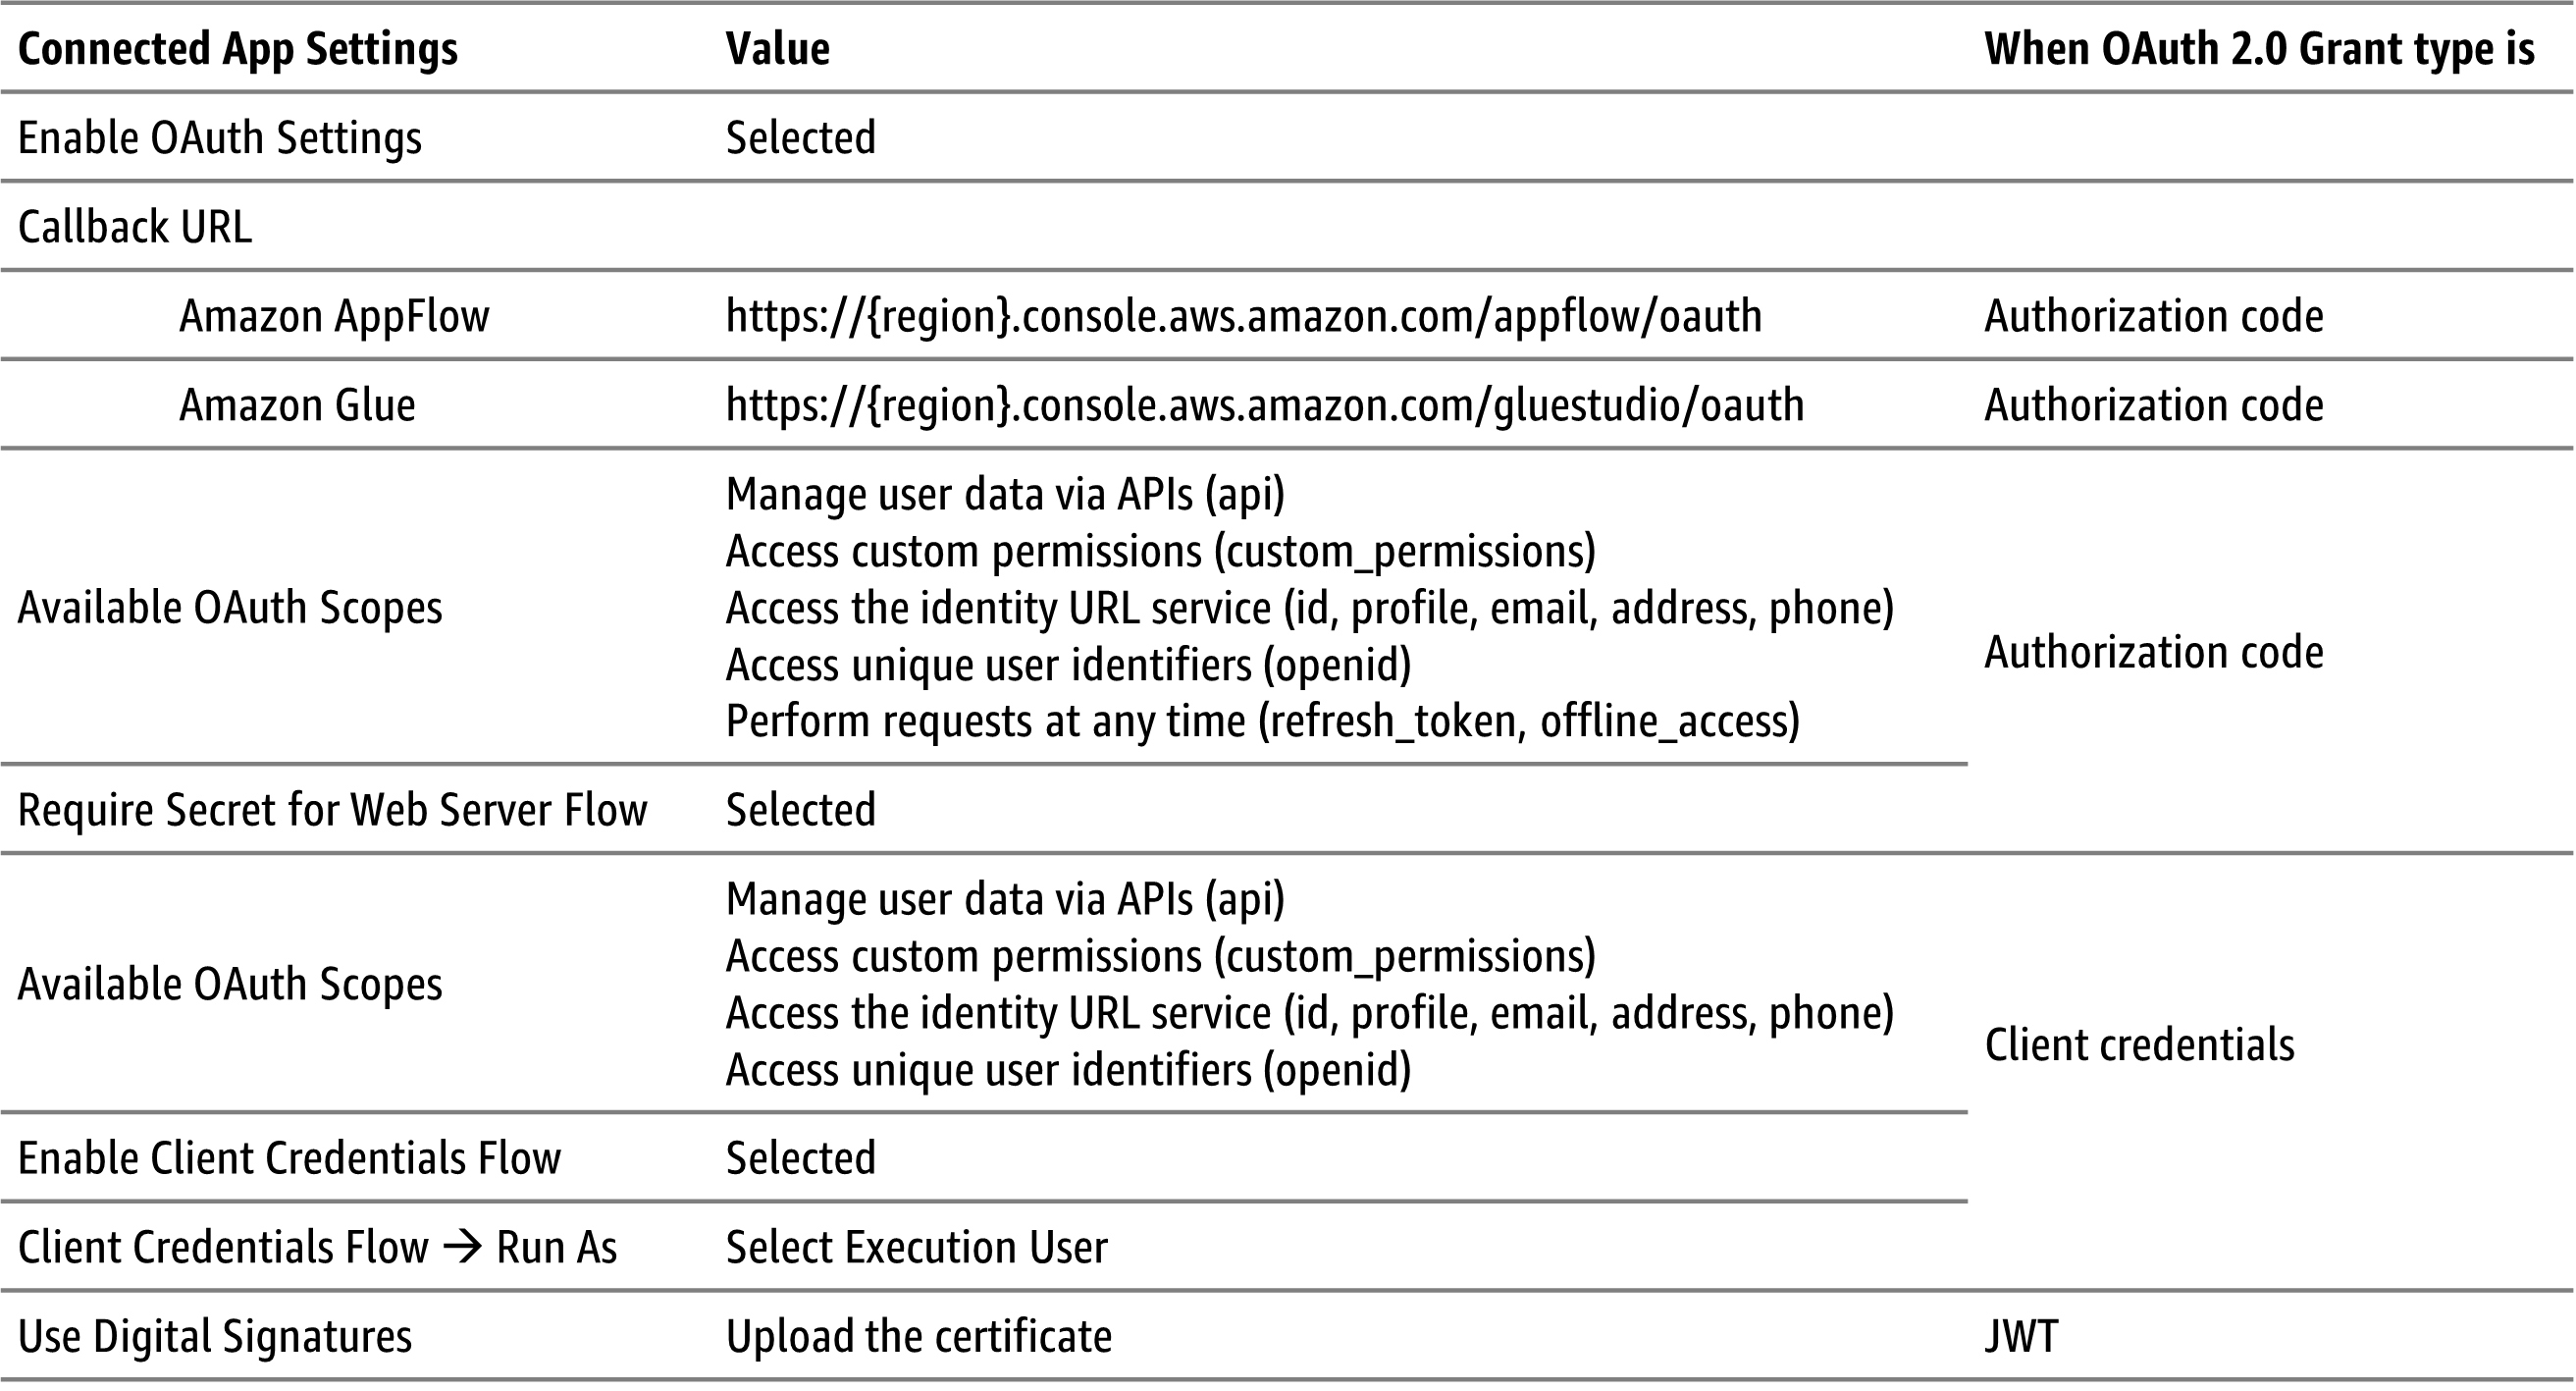 Connected App Settings Value When OAuth 2.0 Grant type is
Enable OAuth Settings Selected
Callback URL
Amazon AppFlow https://{region}.console.aws.amazon.com/appflow/oauth Authorization code
Amazon Glue https://{region}.console.aws.amazon.com/gluestudio/oauth Authorization code
Available OAuth Scopes
Manage user data via APIs (api)
Access custom permissions (custom_permissions)
Access the identity URL service (id, profile, email, address, phone)
Access unique user identifiers (openid)
Perform requests at any time (refresh_token, offline_access)
Authorization code
Require Secret for Web Server Flow Selected
Available OAuth Scopes
Manage user data via APIs (api)
Access custom permissions (custom_permissions)
Access the identity URL service (id, profile, email, address, phone)
Access unique user identifiers (openid)
Client credentials
Enable Client Credentials Flow Selected
Client Credentials Flow → Run As Select Execution User
Use Digital Signatures Upload the certificate JWT